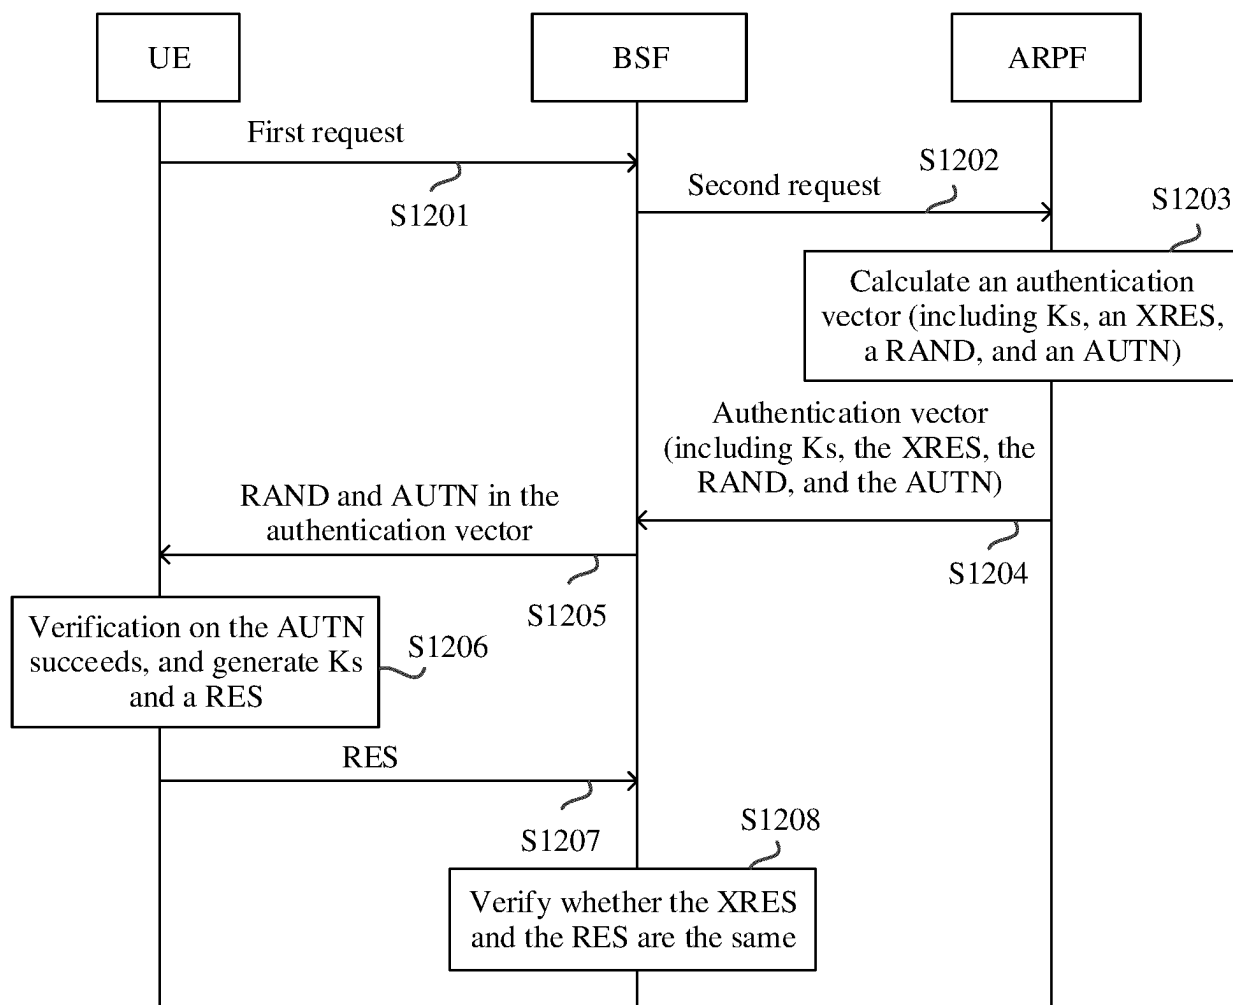 UE
BSF
ARPF
First request
S1201
Second request
S1202
S1203
Calculate an authentication
vector (including Ks, an XRES,
a RAND, and an AUTN)
Authentication vector
(including Ks, the XRES, the
RAND, and the AUTN)
S1204
RAND and AUTN in the
authentication vector
S1205
Verification on the AUTN
succeeds, and generate Ks
and a RES
S1206
RES
S1207
S1208
Verify whether the XRES
and the RES are the same